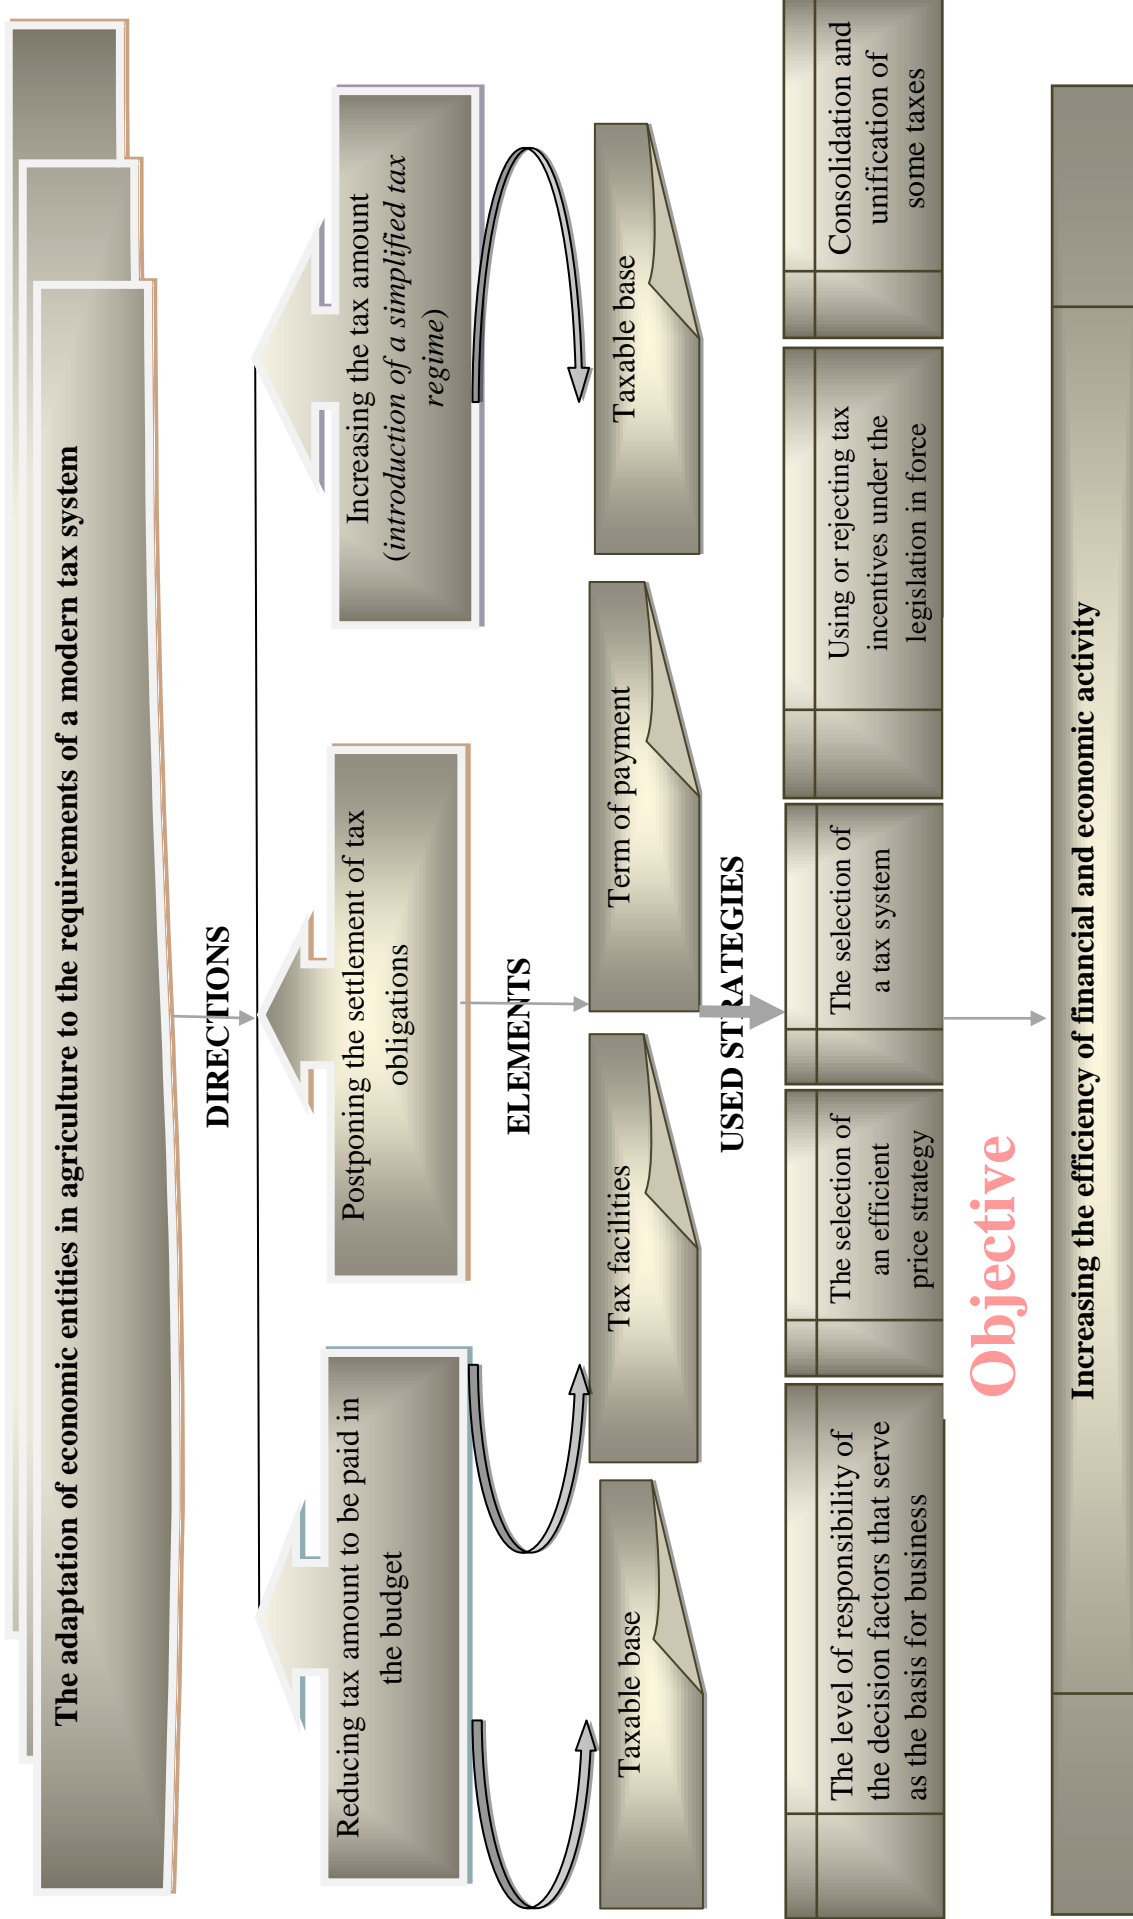 The adaptation of economic entities in agriculture to the requirements of a modern tax system
DIRECTIONS
Reducing tax amount to be paid in
the budget
Postponing the settlement of tax
obligations
Increasing the tax amount
(introduction of a simplified tax
regime)
ELEMENTS
Taxable base
Tax facilities
Term of payment
Taxable base
USED STRATEGIES
The level of responsibility of
the decision factors that serve
as the basis for business
The selection of
an efficient
price strategy
The selection of
a tax system
Using or rejecting tax
incentives under the
legislation in force
Consolidation and
unification of
some taxes
Objective
Increasing the efficiency of financial and economic activity